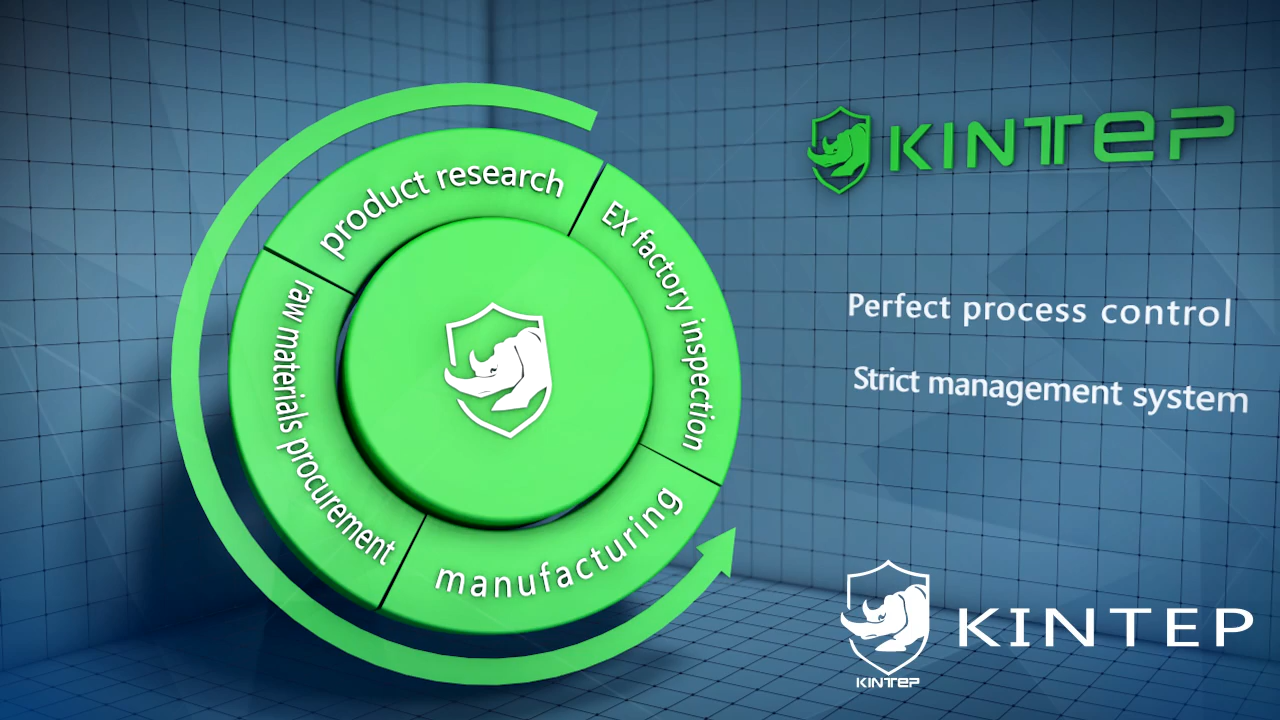 KINTEP
product research
EX factory inspection
raw materials procurement
manufacturing
Perfect process control
Strict management system
KINTEP
KINTEP